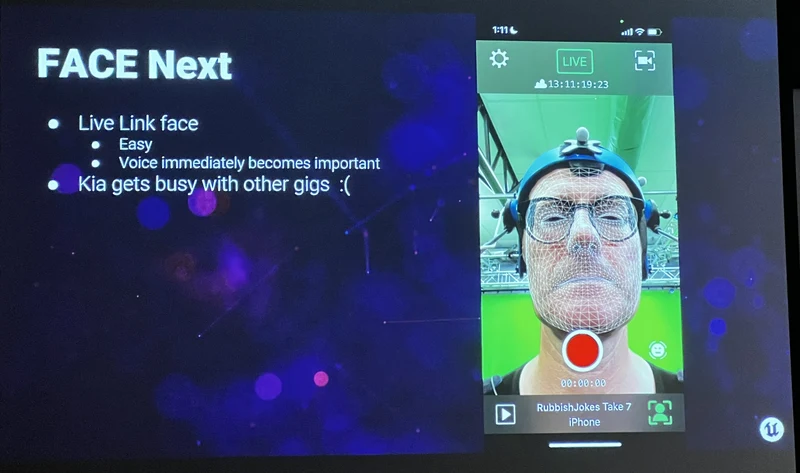 FACE Next
Live Link face
Easy
Voice immediately becomes important
Kia gets busy with other gigs :(
1:11
LIVE
13:11:19:23
00:00:00
RubbishJokes Take 7
iPhone